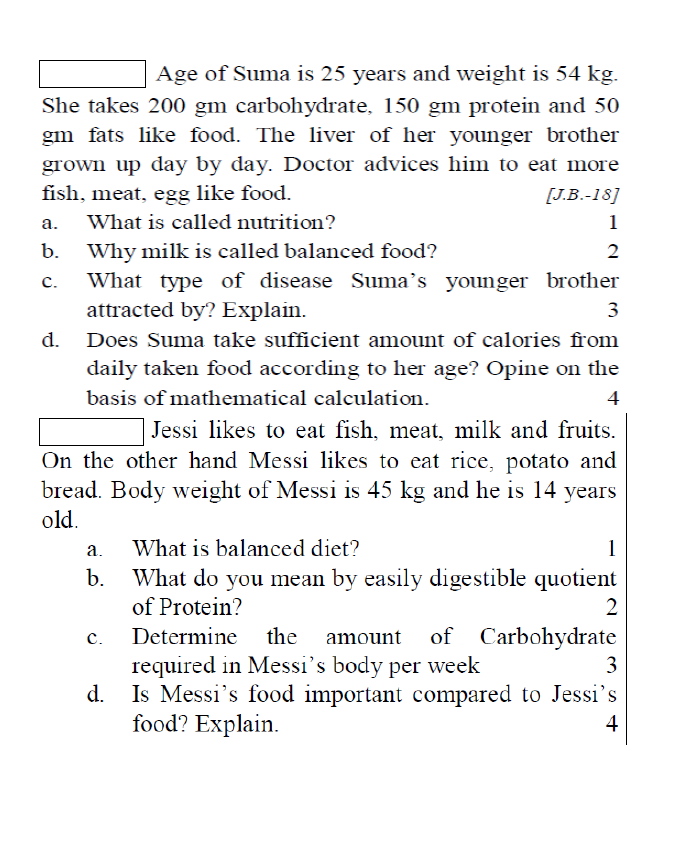 Age of Suma is 25 years and weight is 54 kg.
She takes 200 gm carbohydrate, 150 gm protein and 50
gm fats like food. The liver of her younger brother
grown up day by day. Doctor advices him to eat more
fish, meat, egg like food. [J.B.-18]
a. What is called nutrition? 1
b. Why milk is called balanced food? 2
c. What type of disease Suma's younger brother
attracted by? Explain. 3
d. Does Suma take sufficient amount of calories from
daily taken food according to her age? Opine on the
basis of mathematical calculation. 4
Jessi likes to eat fish, meat, milk and fruits.
On the other hand Messi likes to eat rice, potato and
bread. Body weight of Messi is 45 kg and he is 14 years
old.
a. What is balanced diet? 1
b. What do you mean by easily digestible quotient
of Protein? 2
c. Determine the amount of Carbohydrate
required in Messi's body per week 3
d. Is Messi's food important compared to Jessi's
food? Explain. 4